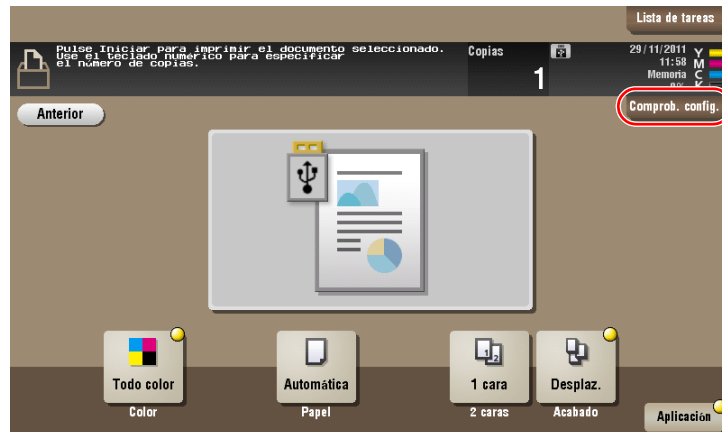 Lista de tareas
Pulse Iniciar para imprimir el documento seleccionado.
Use el teclado numérico para especificar
el número de copias.
Copias
1
29/11/2011
11:58
Memoria
Y
M
C
K
Comprob. config.
Anterior
1 2
Todo color
Automática
1 cara
Desplaz.
Color
Papel
2 caras
Acabado
Aplicación